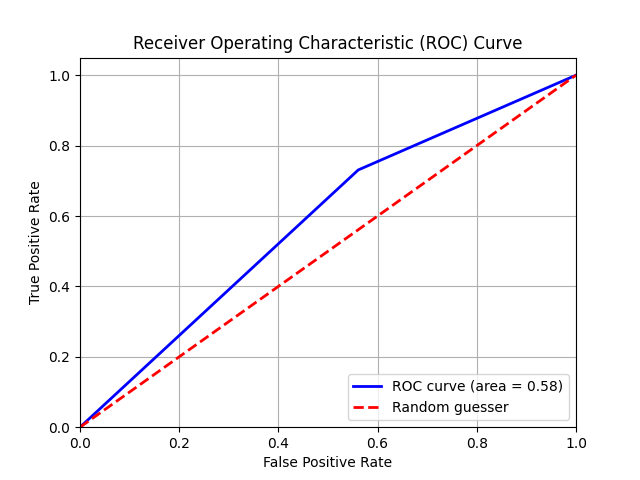 Receiver Operating Characteristic (ROC) Curve
True Positive Rate
1.0
0.8
0.6
0.4
0.2
0.0
ROC curve (area = 0.58)
Random guesser
0.0 0.2 0.4 0.6 0.8 1.0
False Positive Rate